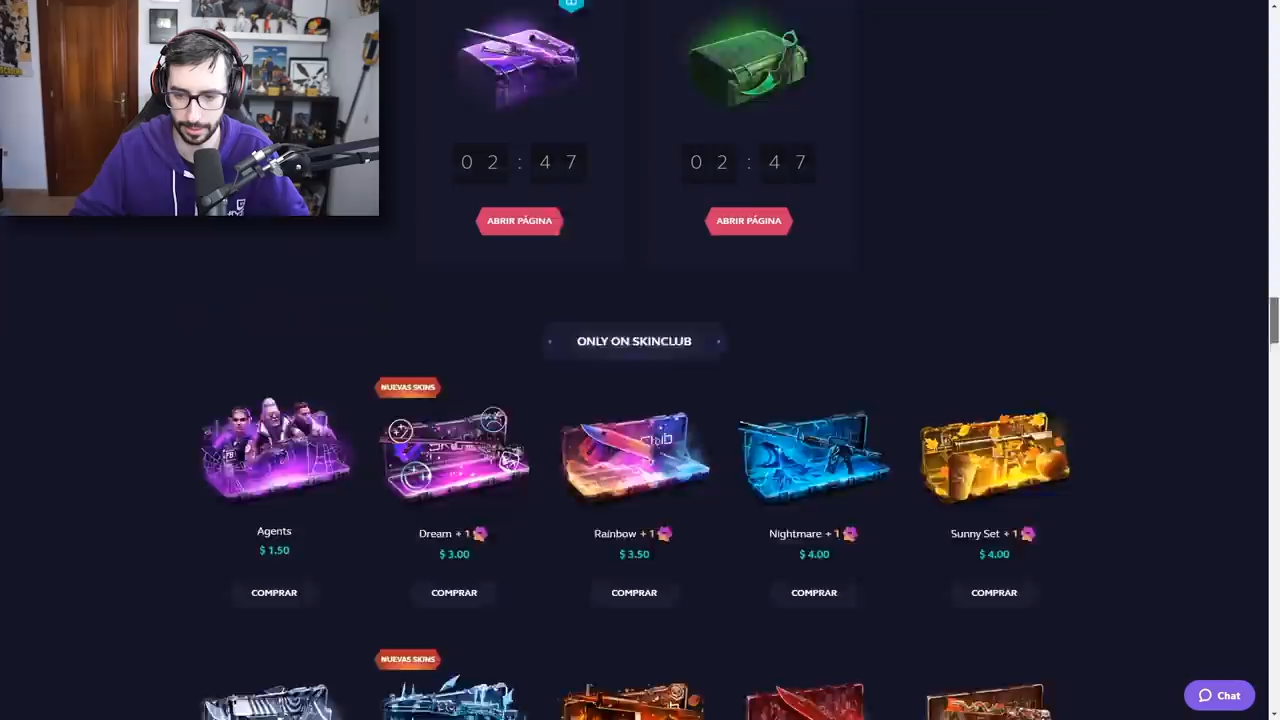 02:47
02:47
ABRIR PÁGINA
ABRIR PÁGINA
ONLY ON SKINCLUB
NUEVAS SKINS
Agents
Dream + 1
Rainbow + 1
Nightmare + 1
Sunny Set + 1
$ 1.50
$ 3.00
$ 3.50
$ 4.00
$ 4.00
COMPRAR
COMPRAR
COMPRAR
COMPRAR
COMPRAR
NUEVAS SKINS
Chat